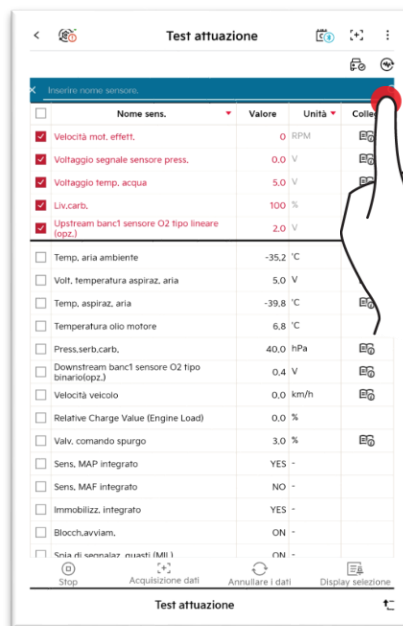 Test attuazione
Inserire nome sensore.
Nome sens. Valore Unità
Velocità mot. effett. 0 RPM
Voltaggio segnale sensore press. 0,0 V
Voltaggio temp. acqua 5,0 V
Liv,carb, 100 %
Upstream banc1 sensore O2 tipo lineare 2,0 V
(opz.)
Temp, aria ambiente -35,2 °C
Volt, temperatura aspiraz, aria 5,0 V
Temp, aspiraz, aria -39,8 °C
Temperatura olio motore 6,8 °C
Press,serb,carb, 40,0 hPa
Downstream banc1 sensore O2 tipo 0,4 V
binario(opz.)
Velocità veicolo 0,0 km/h
Relative Charge Value (Engine Load) 0,0 %
Valv, comando spurgo 3,0 %
Sens, MAP integrato YES -
Sens, MAF integrato NO -
Immobilizz, integrato YES -
Blocch,avviam, ON -
Spia di segnalaz, guasti (MIL) ON -
Stop Acquisizione dati Annullare i dati Display selezione
Test attuazione